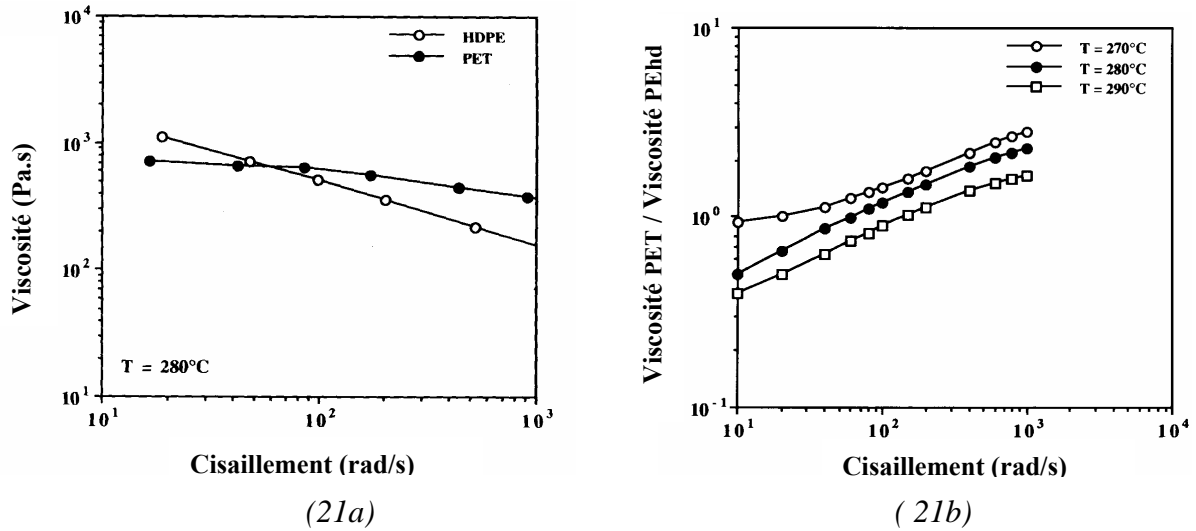 10⁴
HDPE
PET
10³
10²
10¹
Viscosité (Pa.s)
T = 280°C
10¹ 10² 10³
Cisaillement (rad/s)
(21a)
10¹
T = 270°C
T = 280°C
T = 290°C
10⁰
10⁻¹
Viscosité PET / Viscosité PEhd
10¹ 10² 10³ 10⁴
Cisaillement (rad/s)
( 21b)